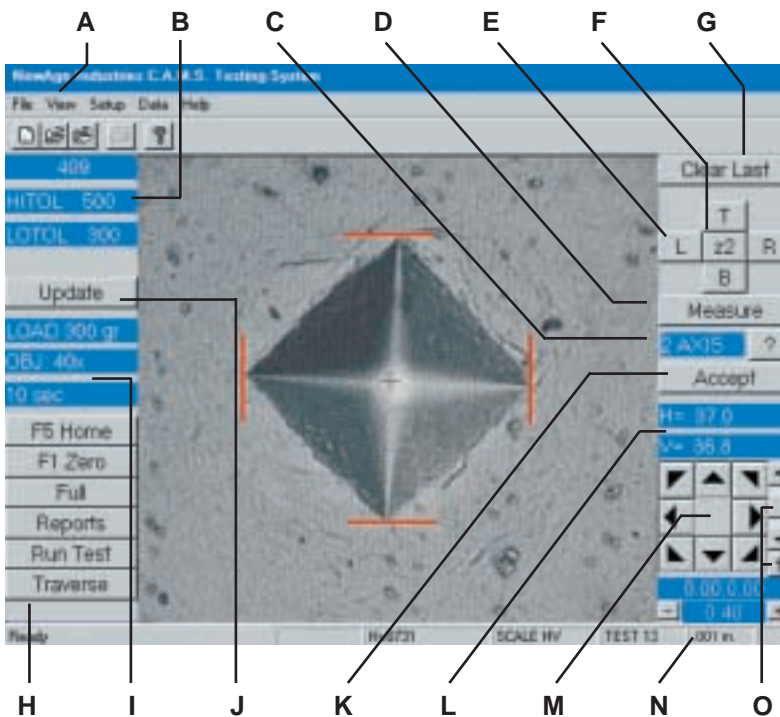 A B C D E F G
NewAge Industries C.A.M.S. Testing System
File View Setup Data Help
409
HITOL 500
LOTOL 300
Update
LOAD 300 gr
OBJ: 40x
10 sec
F5 Home
F1 Zero
Full
Reports
Run Test
Traverse
Clear Last
T
L z2 R
B
Measure
2 AXIS ?
Accept
H= 37.0
V= 36.8
0.00 0.00
- 0.40
Ready SCALE HV TEST 13 .001 in.
H I J K L M N O